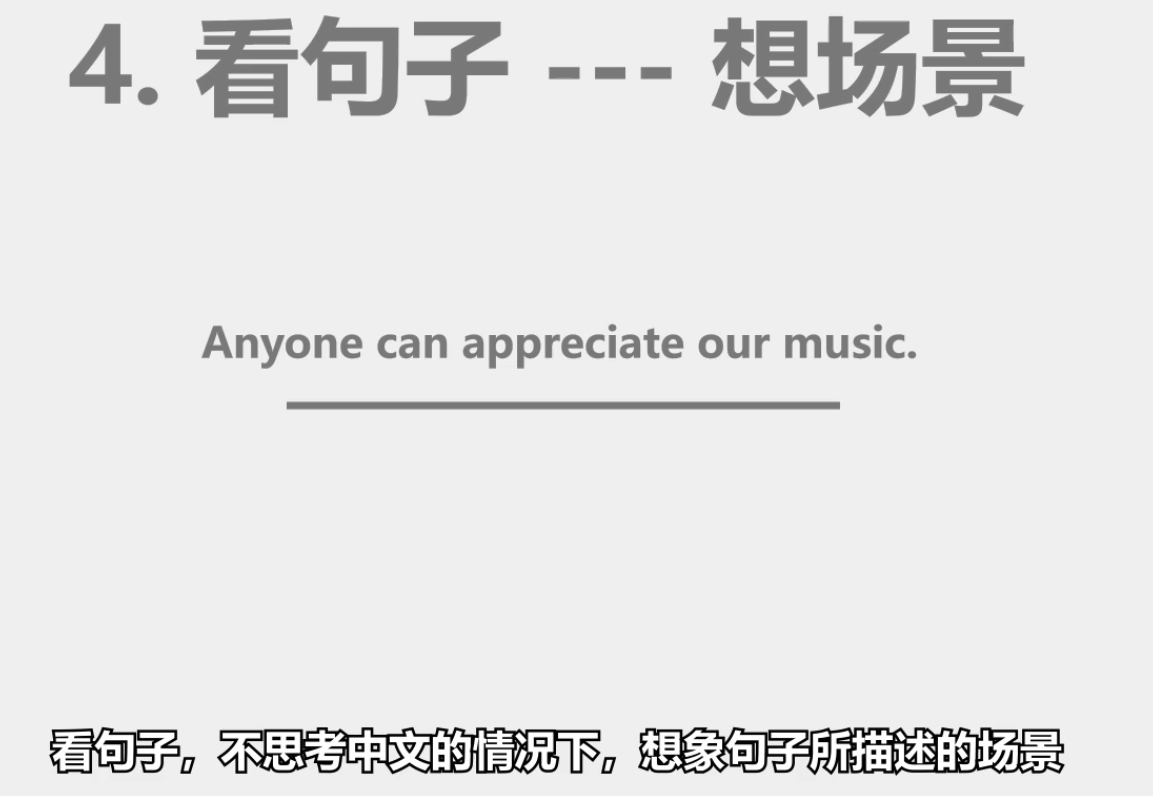 4. 看句子 --- 想场景
Anyone can appreciate our music.
看句子，不思考中文的情况下，想象句子所描述的场景